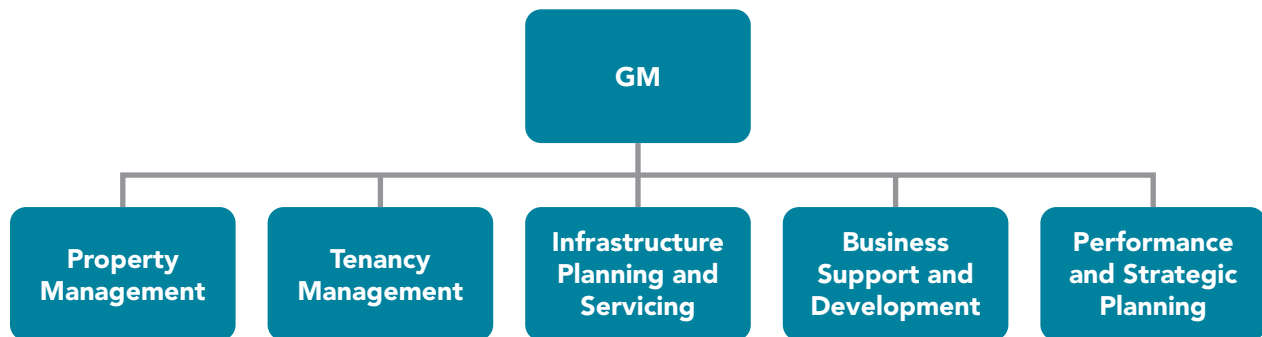 GM
Property
Management
Tenancy
Management
Infrastructure
Planning and
Servicing
Business
Support and
Development
Performance
and Strategic
Planning